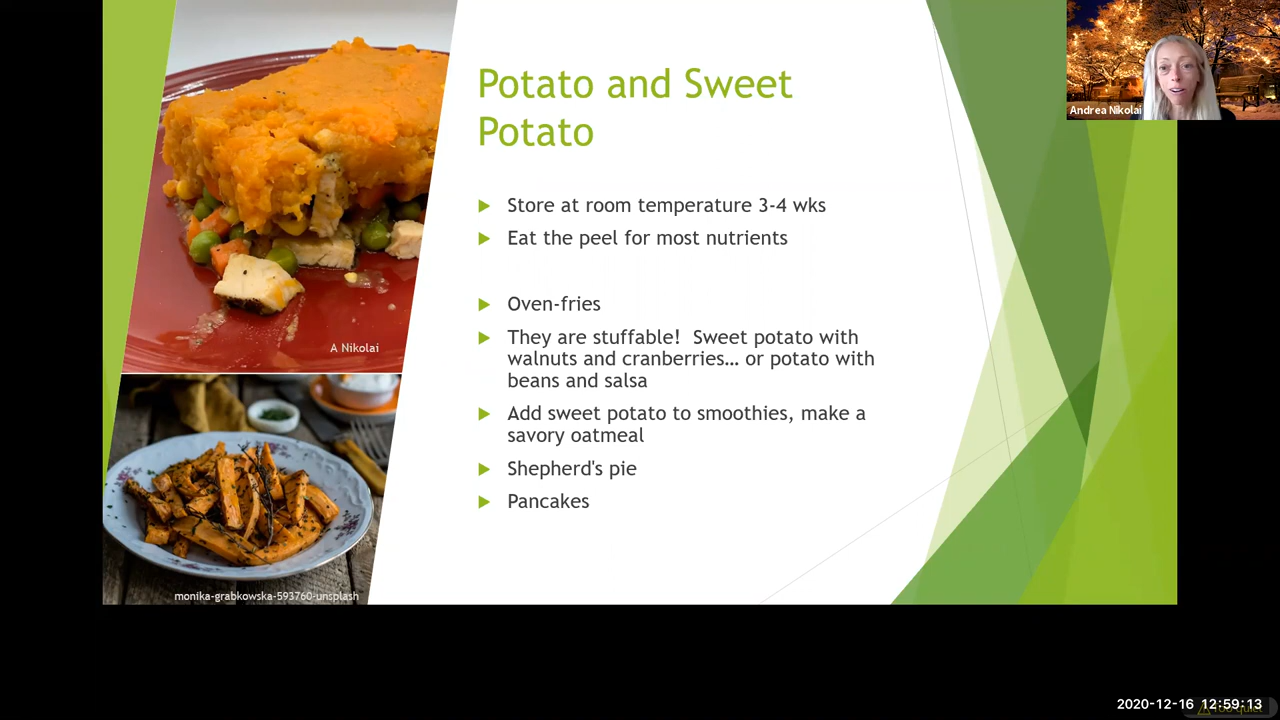 Potato and Sweet
Potato
Store at room temperature 3-4 wks
Eat the peel for most nutrients
Oven-fries
They are stuffable!  Sweet potato with
walnuts and cranberries… or potato with
beans and salsa
Add sweet potato to smoothies, make a
savory oatmeal
Shepherd's pie
Pancakes
A Nikolai
monika-grabkowska-593760-unsplash
Andrea Nikolai
2020-12-16 12:59:13